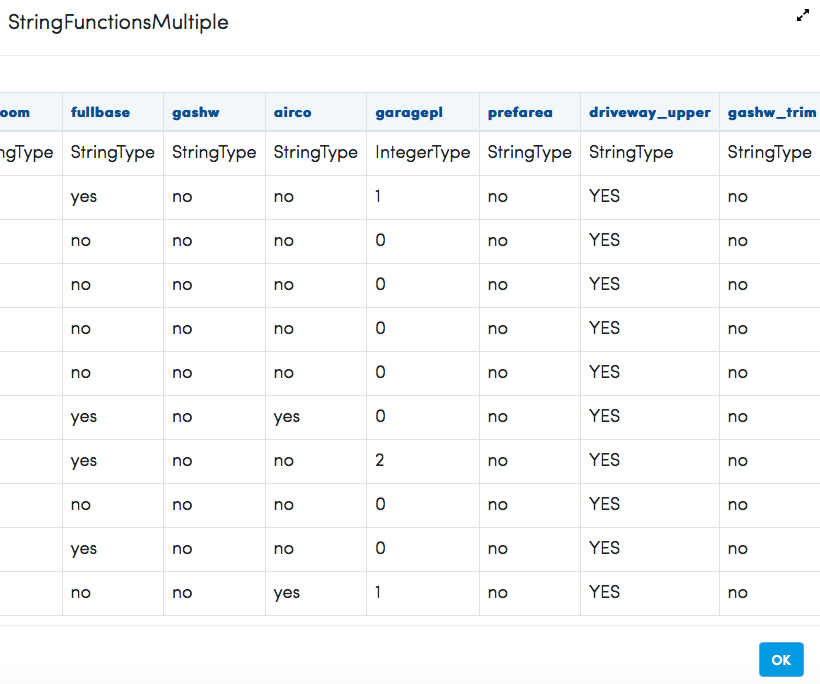 StringFunctionsMultiple
oom fullbase gashw airco garagepl prefarea driveway_upper gashw_trim
ngType StringType StringType StringType IntegerType StringType StringType StringType
yes no no 1 no YES no
no no no 0 no YES no
no no no 0 no YES no
no no no 0 no YES no
no no no 0 no YES no
yes no yes 0 no YES no
yes no no 2 no YES no
no no no 0 no YES no
yes no no 0 no YES no
no no yes 1 no YES no
OK